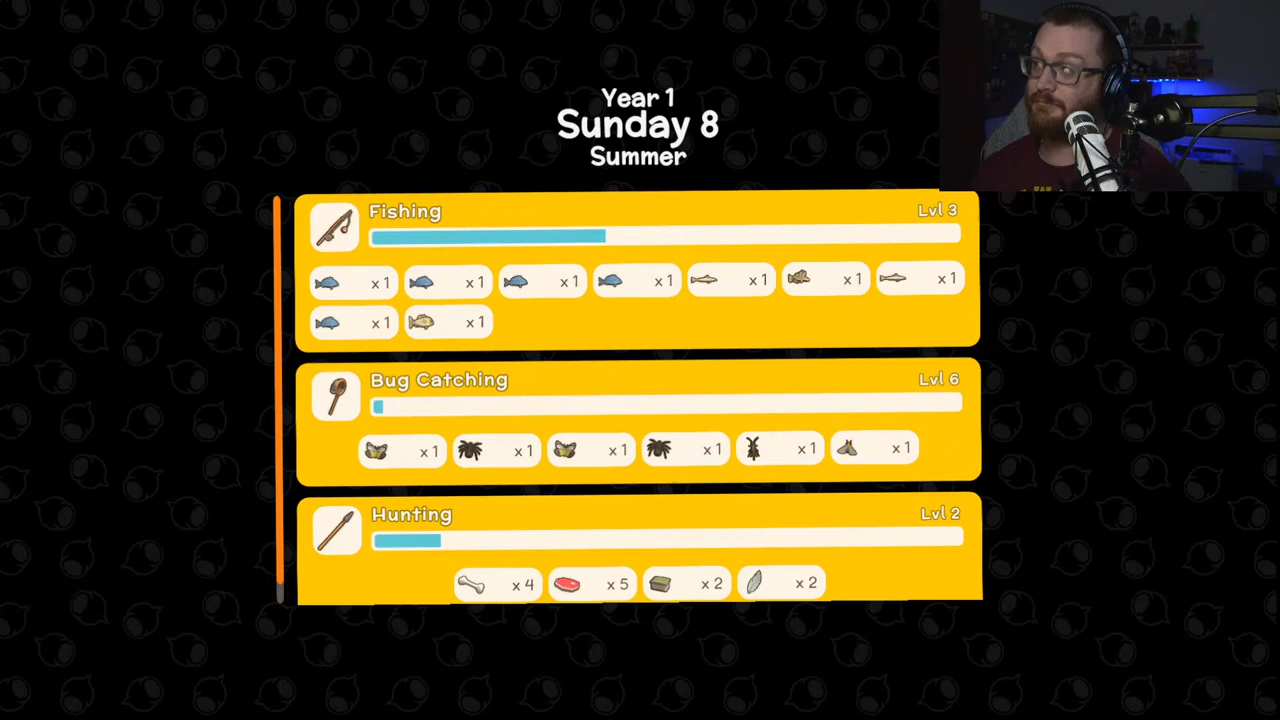 Year 1
Sunday 8
Summer
Fishing Lvl 3
x1 x1 x1 x1 x1 x1 x1
x1 x1
Bug Catching Lvl 6
x1 x1 x1 x1 x1 x1
Hunting Lvl 2
x4 x5 x2 x2